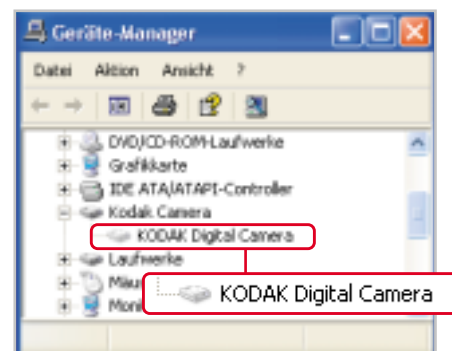 Geräte-Manager
Datei Aktion Ansicht ?
DVD/CD-ROM-Laufwerke
Grafikkarte
IDE ATA/ATAPI-Controller
Kodak Camera
KODAK Digital Camera
Laufwerke
KODAK Digital Camera